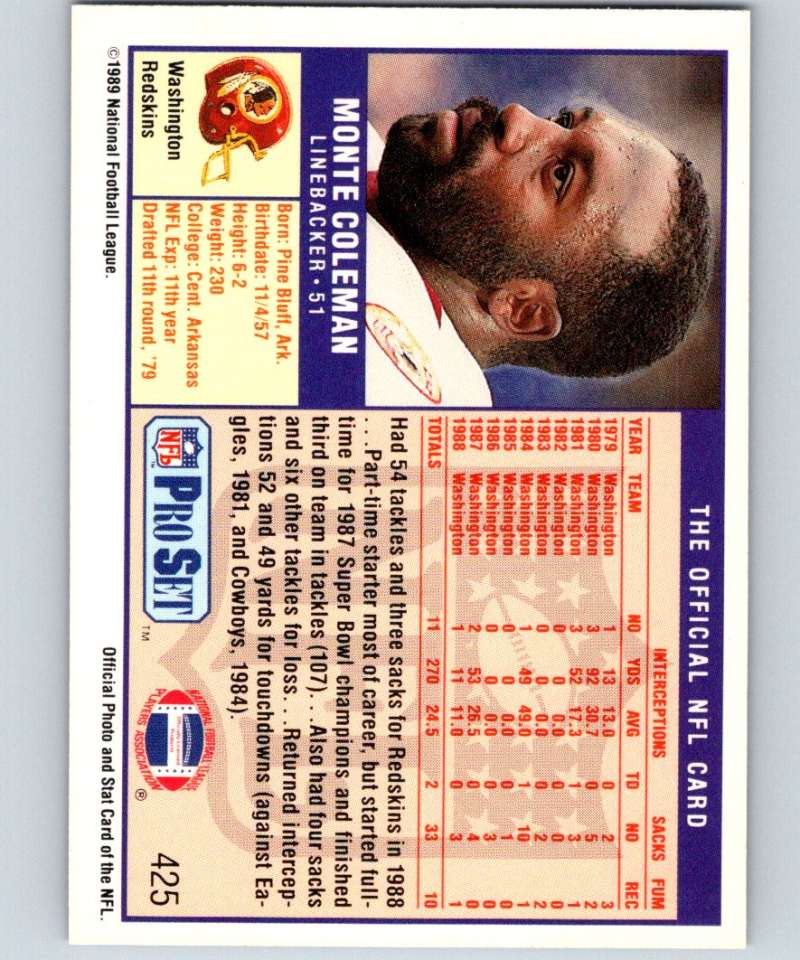 THE OFFICIAL NFL CARD
MONTE COLEMAN
LINEBACKER • 51
Washington
Redskins
Born: Pine Bluff, Ark.
Birthdate: 11/4/57
Height: 6-2
Weight: 230
College: Cent. Arkansas
NFL Exp: 11th year
Drafted 11th round, '79
INTERCEPTIONS SACKS FUM
YEAR TEAM NO YDS AVG TD NO REC
1979 Washington 1 13 13.0 0 2 3
1980 Washington 3 92 30.7 0 5 2
1981 Washington 3 52 17.3 1 3 1
1982 Washington 0 0 0.0 0 0 0
1983 Washington 0 0 0.0 0 2 0
1984 Washington 1 49 49.0 1 10 1
1985 Washington 0 0 0.0 0 1 0
1986 Washington 0 0 0.0 0 3 0
1987 Washington 2 53 26.5 0 4 2
1988 Washington 1 11 11.0 0 3 1
TOTALS 11 270 24.5 2 33 10
Had 54 tackles and three sacks for Redskins in 1988
. . .Part-time starter most of career, but started full-
time for 1987 Super Bowl champions and finished
third on team in tackles (107). . .Also had four sacks
and six other tackles for loss. . .Returned intercep-
tions 52 and 49 yards for touchdowns (against Ea-
gles, 1981, and Cowboys, 1984).
NFL PRO SET ™
NATIONAL FOOTBALL LEAGUE
PLAYERS ASSOCIATION ®
Officially Licensed
Product
425
©1989 National Football League.
Official Photo and Stat Card of the NFL.